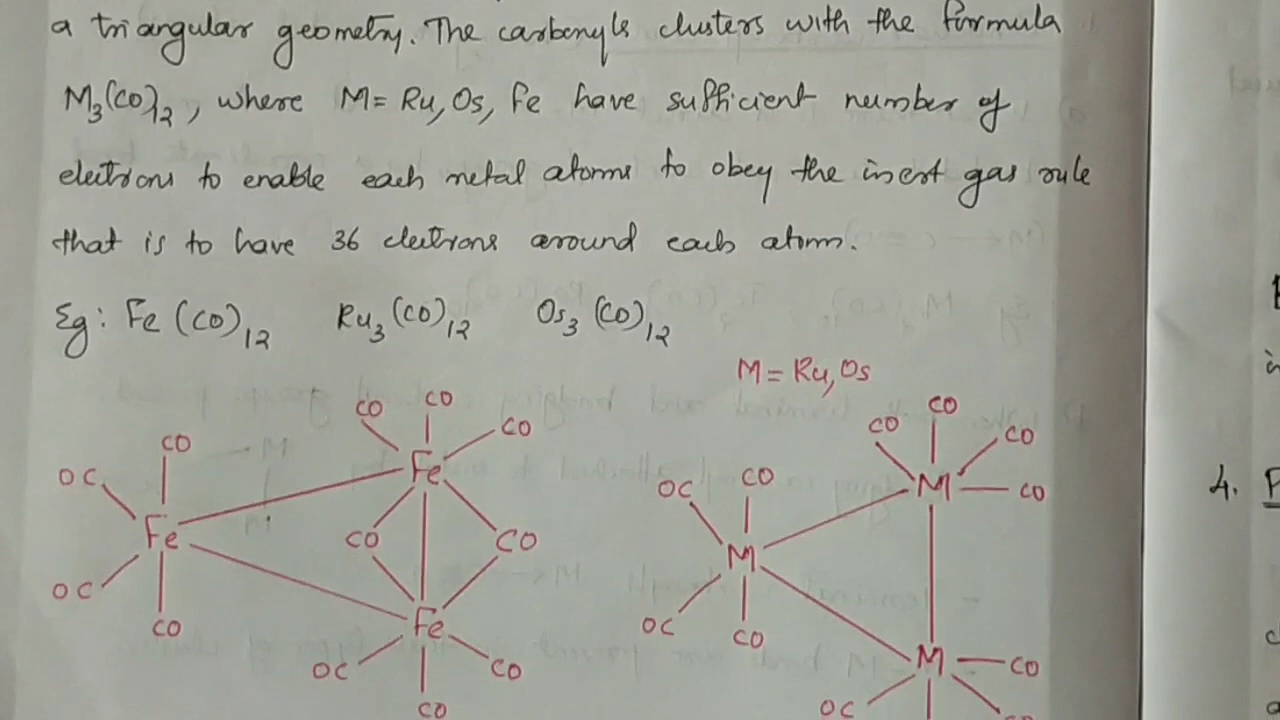 a triangular geometry. The carbonyls clusters with the formula
M₃(CO)₁₂, where M = Ru, Os, Fe have sufficient number of
electrons to enable each metal atoms to obey the inert gas rule
that is to have 36 electrons around each atom.
Eg: Fe (CO)₁₂ Ru₃ (CO)₁₂ Os₃ (CO)₁₂
M = Ru, Os
CO CO CO
CO CO CO
CO
OC
Fe
CO
OC CO
M
CO
Fe
CO CO
M
OC
CO
Fe
OC CO
M
CO
OC CO
OC CO
CO
OC
4.